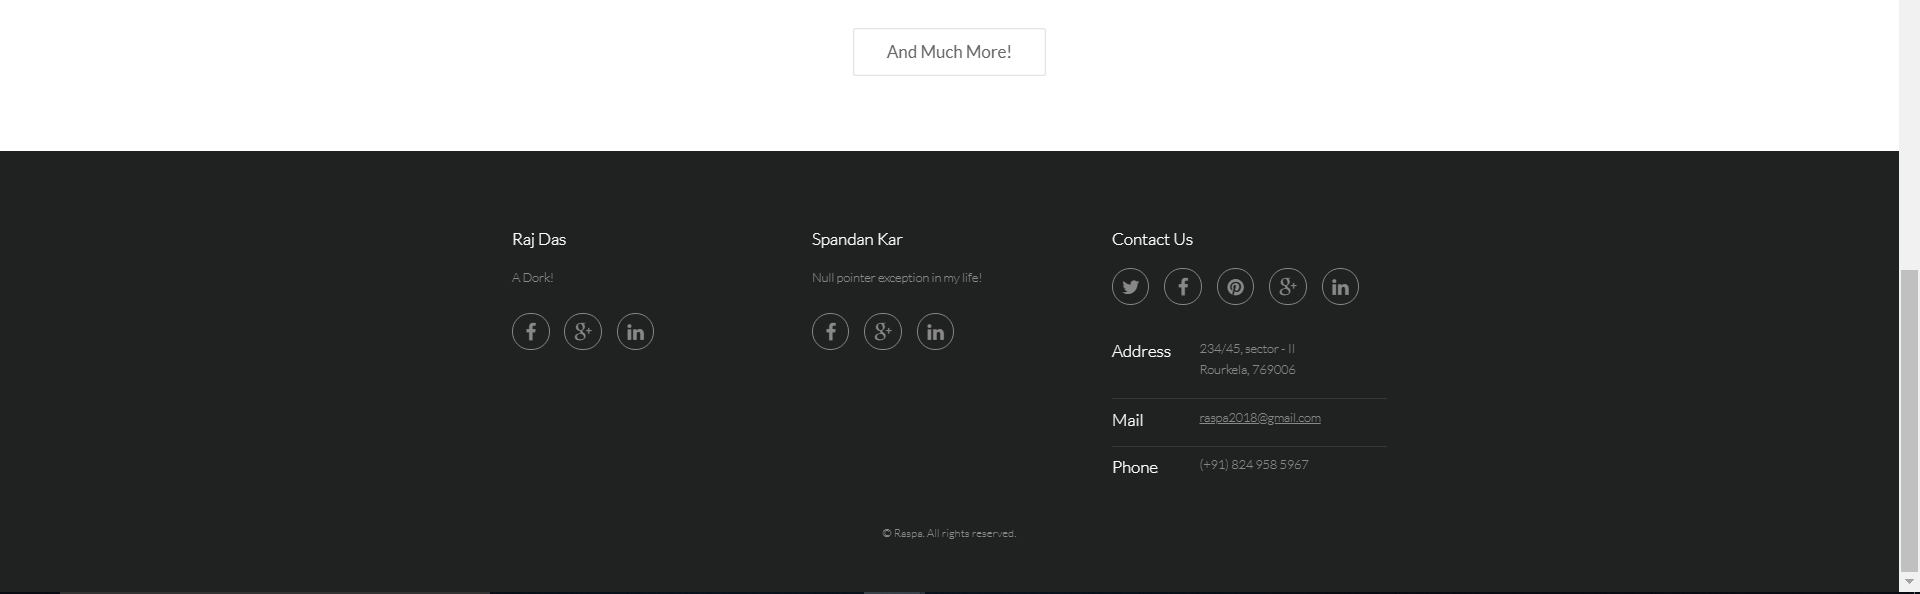 And Much More!
Raj Das
A Dork!
Spandan Kar
Null pointer exception in my life!
Contact Us
Address
234/45, sector - II
Rourkela, 769006
Mail
raspa2018@gmail.com
Phone
(+91) 824 958 5967
© Raspa. All rights reserved.